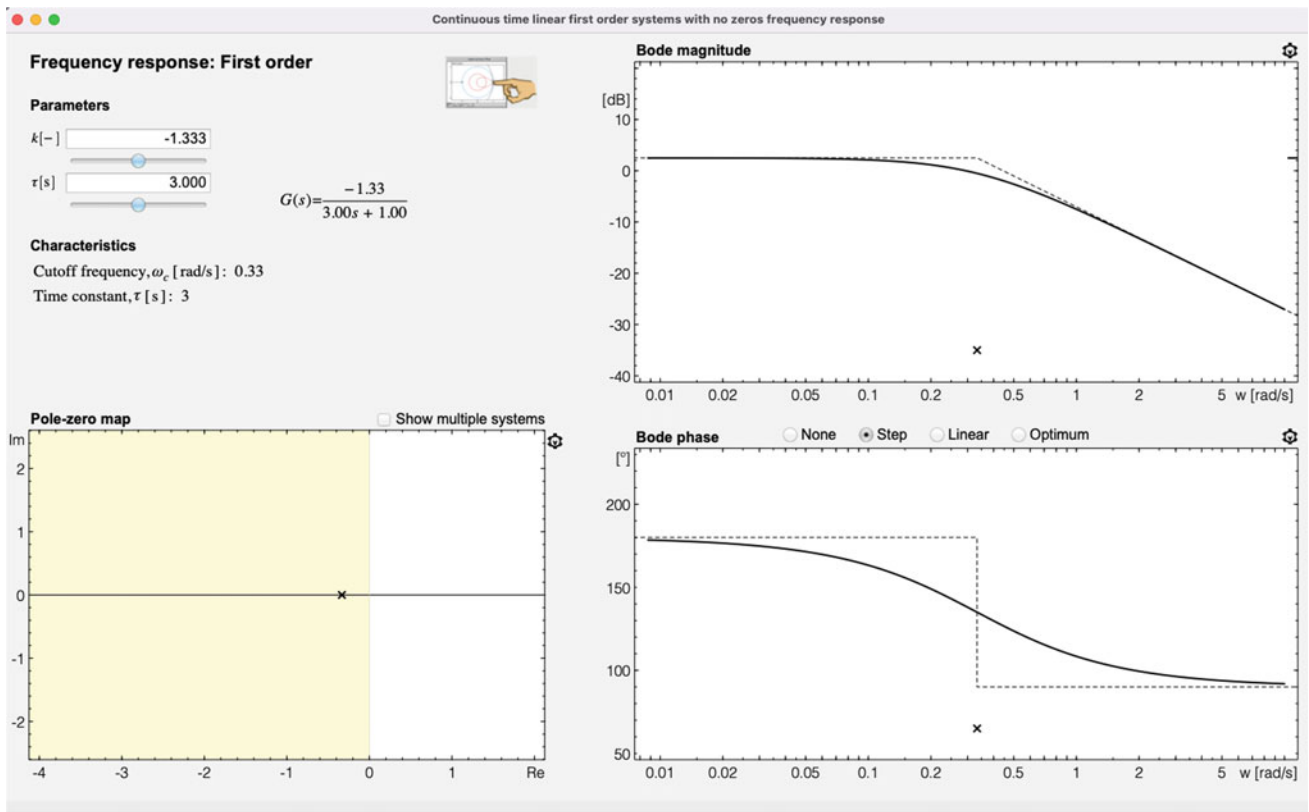 Continuous time linear first order systems with no zeros frequency response
Frequency response: First order
Parameters
k[−] -1.333
τ[s] 3.000
G(s)=−1.33/3.00s + 1.00
Characteristics
Cutoff frequency,ω_c [rad/s]: 0.33
Time constant,τ [s]: 3
Bode magnitude
[dB]
10
0
-10
-20
-30
-40
0.01 0.02 0.05 0.1 0.2 0.5 1 2 5 w [rad/s]
Pole-zero map Show multiple systems
Im
2
1
0
-1
-2
-4 -3 -2 -1 0 1 Re
Bode phase None Step Linear Optimum
[°]
200
150
100
50
0.01 0.02 0.05 0.1 0.2 0.5 1 2 5 w [rad/s]